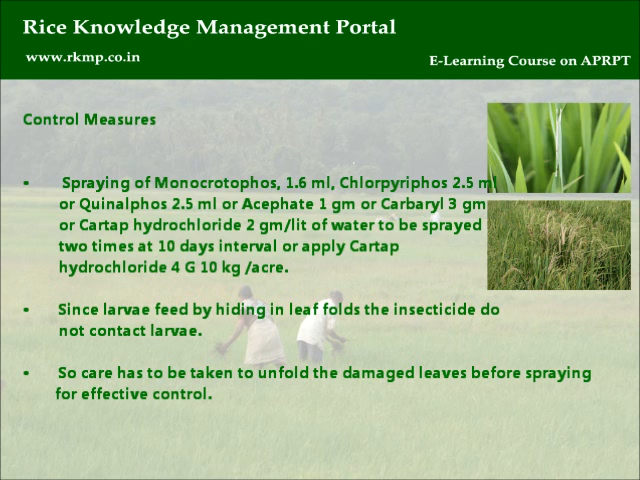 Rice Knowledge Management Portal
www.rkmp.co.in
E-Learning Course on APRPT
Control Measures
• Spraying of Monocrotophos, 1.6 ml, Chlorpyriphos 2.5 ml
or Quinalphos 2.5 ml or Acephate 1 gm or Carbaryl 3 gm
or Cartap hydrochloride 2 gm/lit of water to be sprayed
two times at 10 days interval or apply Cartap
hydrochloride 4 G 10 kg /acre.
• Since larvae feed by hiding in leaf folds the insecticide do
not contact larvae.
• So care has to be taken to unfold the damaged leaves before spraying
for effective control.